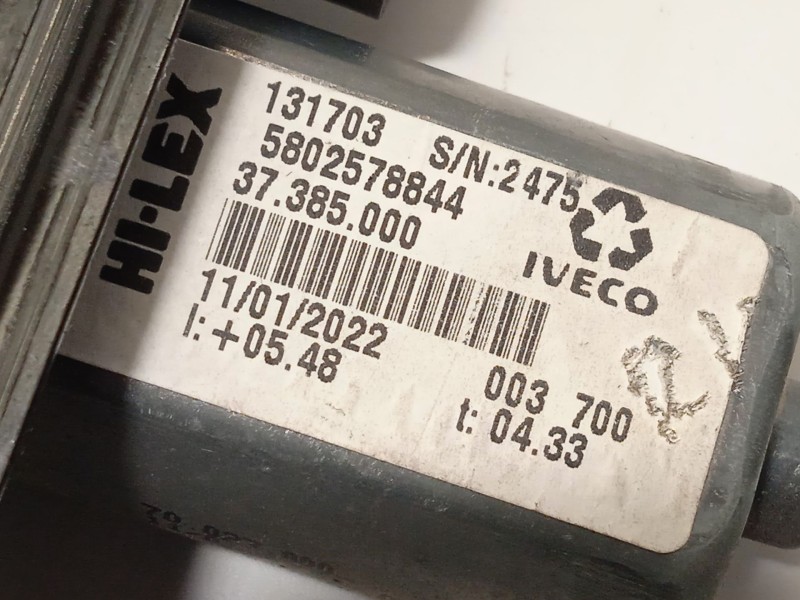 HI-LEX
131703 S/N:2475
5802578844
37.385.000
IVECO
11/01/2022
I:+05.48
003 700
t: 04.33